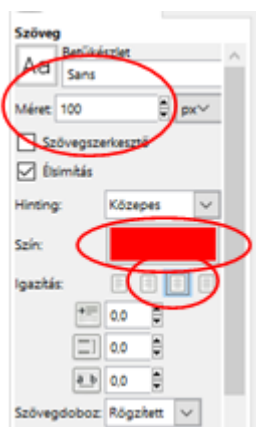 Szöveg
Betűkészlet
Aa
Sans
Méret: 100 px
Szövegszerkesztő
Élsimítás
Hinting: Közepes
Szín:
Igazítás:
0,0
0,0
a_b 0,0
Szövegdoboz: Rögzített